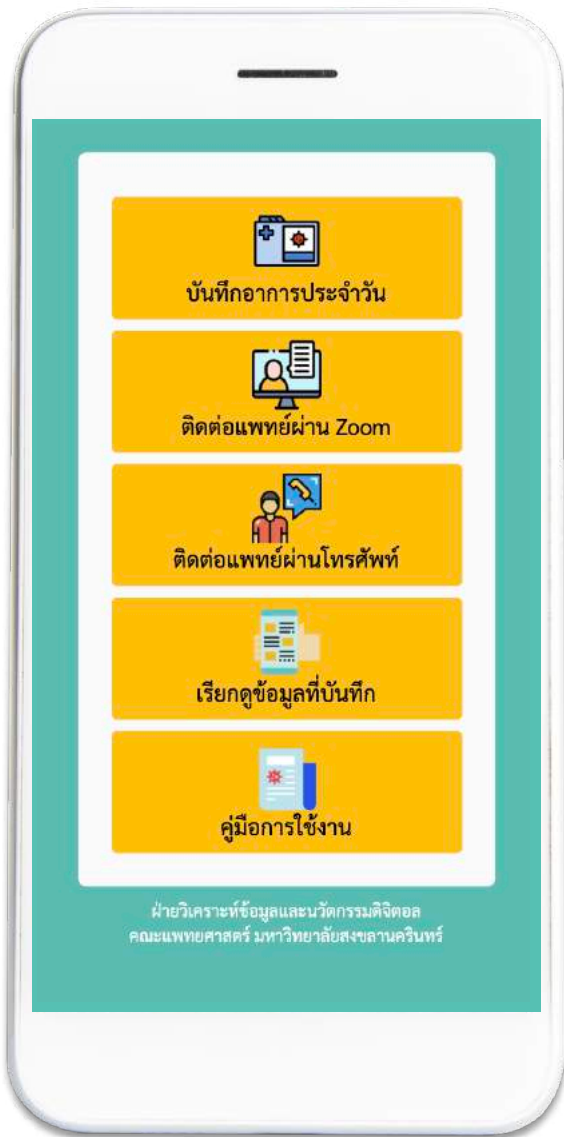 บันทึกอาการประจำวัน
ติดต่อแพทย์ผ่าน Zoom
ติดต่อแพทย์ผ่านโทรศัพท์
เรียกดูข้อมูลที่บันทึก
คู่มือการใช้งาน
ฝ่ายวิเคราะห์ข้อมูลและนวัตกรรมดิจิตอล
คณะแพทยศาสตร์ มหาวิทยาลัยสงขลานครินทร์